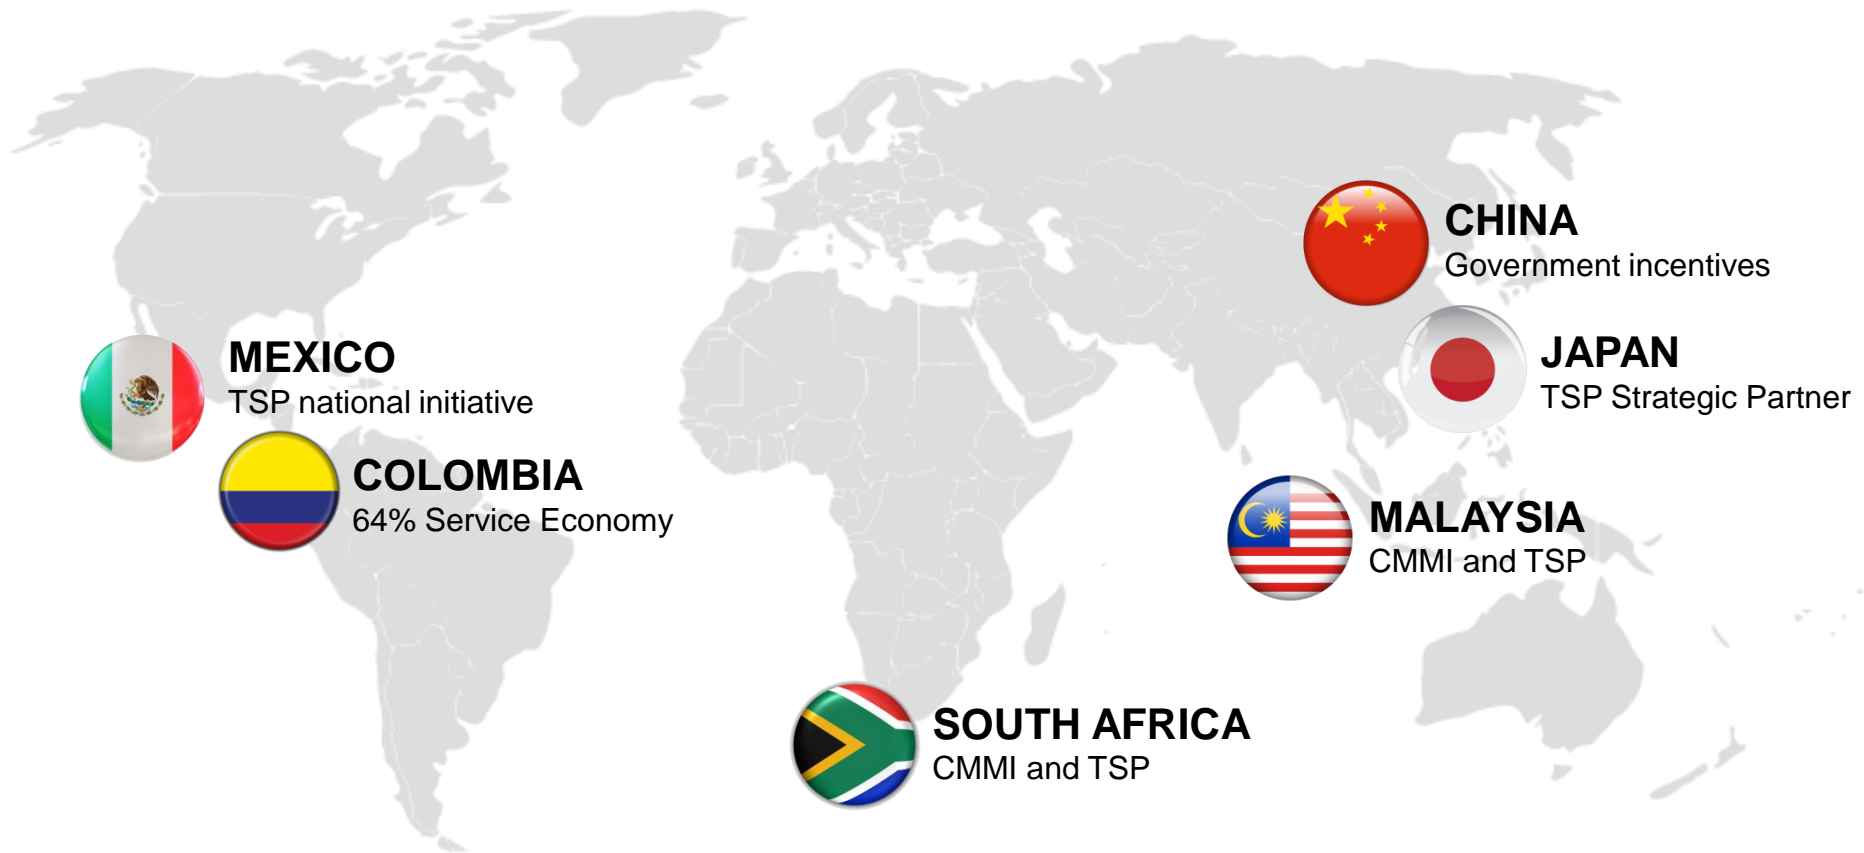 CHINA
Government incentives
MEXICO
TSP national initiative
JAPAN
TSP Strategic Partner
COLOMBIA
64% Service Economy
MALAYSIA
CMMI and TSP
SOUTH AFRICA
CMMI and TSP